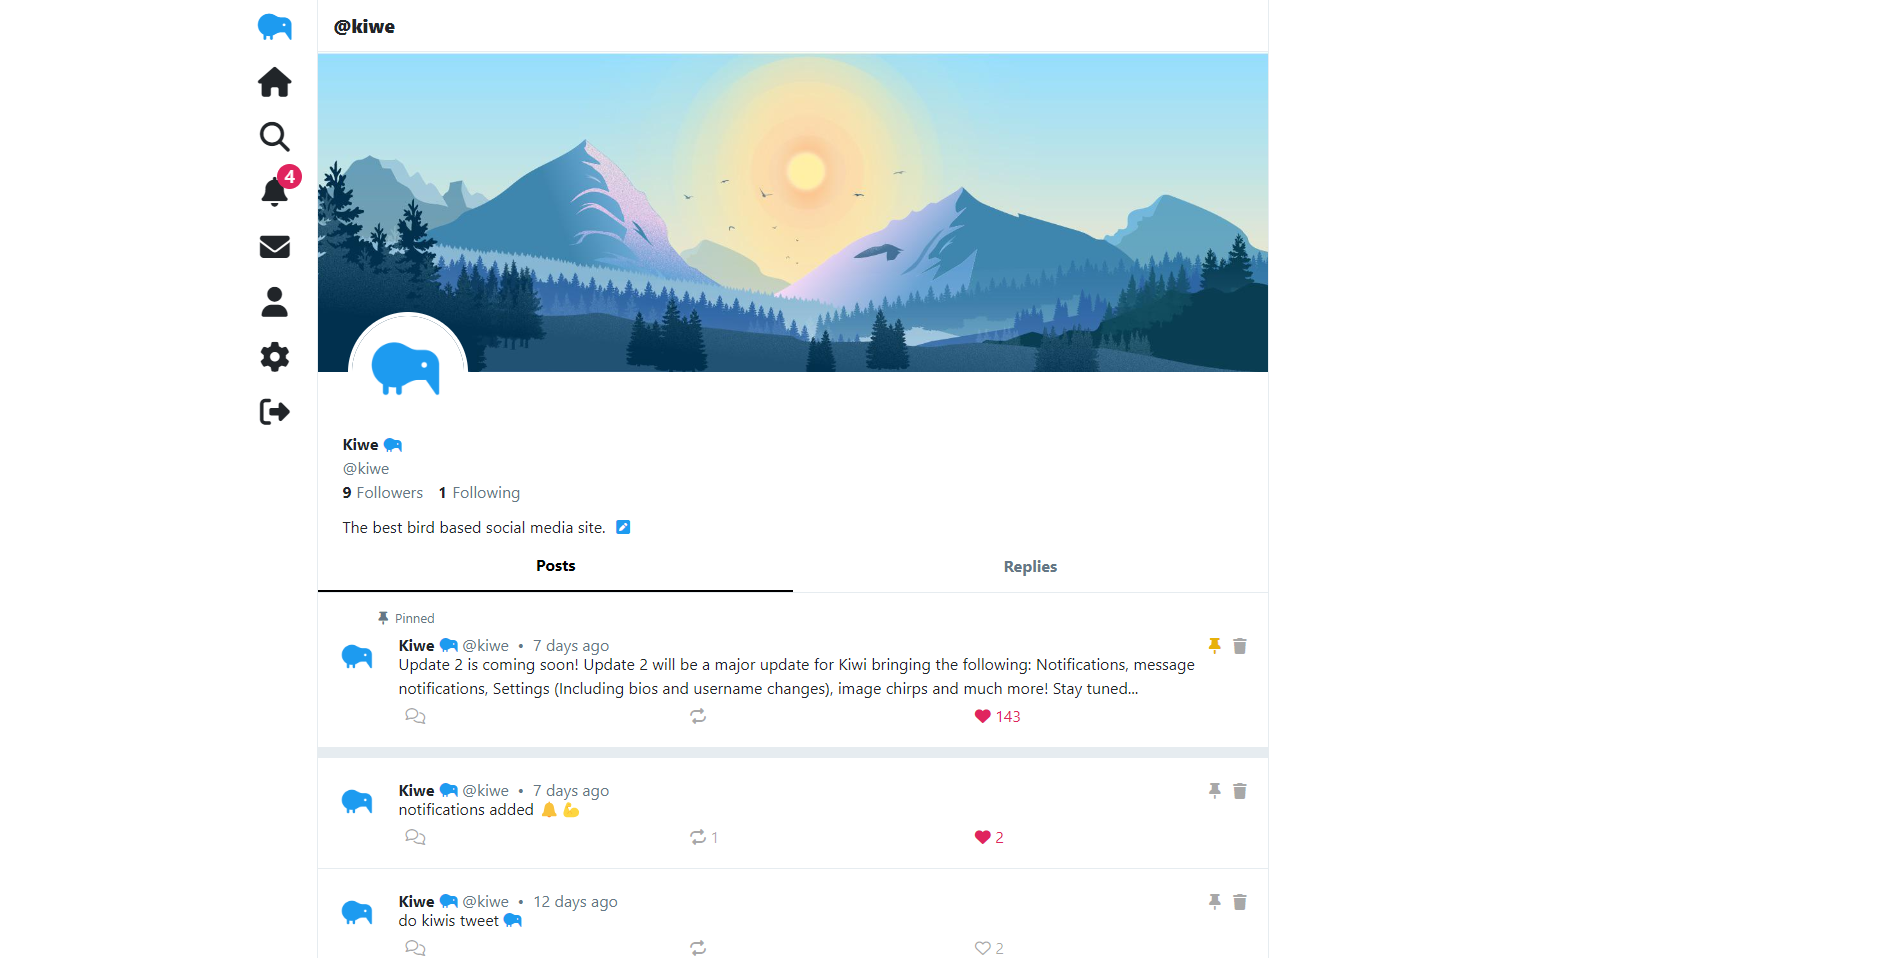 @kiwe
4
Kiwe
@kiwe
9 Followers 1 Following
The best bird based social media site.
Posts Replies
Pinned
Kiwe @kiwe • 7 days ago
Update 2 is coming soon! Update 2 will be a major update for Kiwi bringing the following: Notifications, message
notifications, Settings (Including bios and username changes), image chirps and much more! Stay tuned...
143
Kiwe @kiwe • 7 days ago
notifications added 🔔 💪
1 2
Kiwe @kiwe • 12 days ago
do kiwis tweet
2